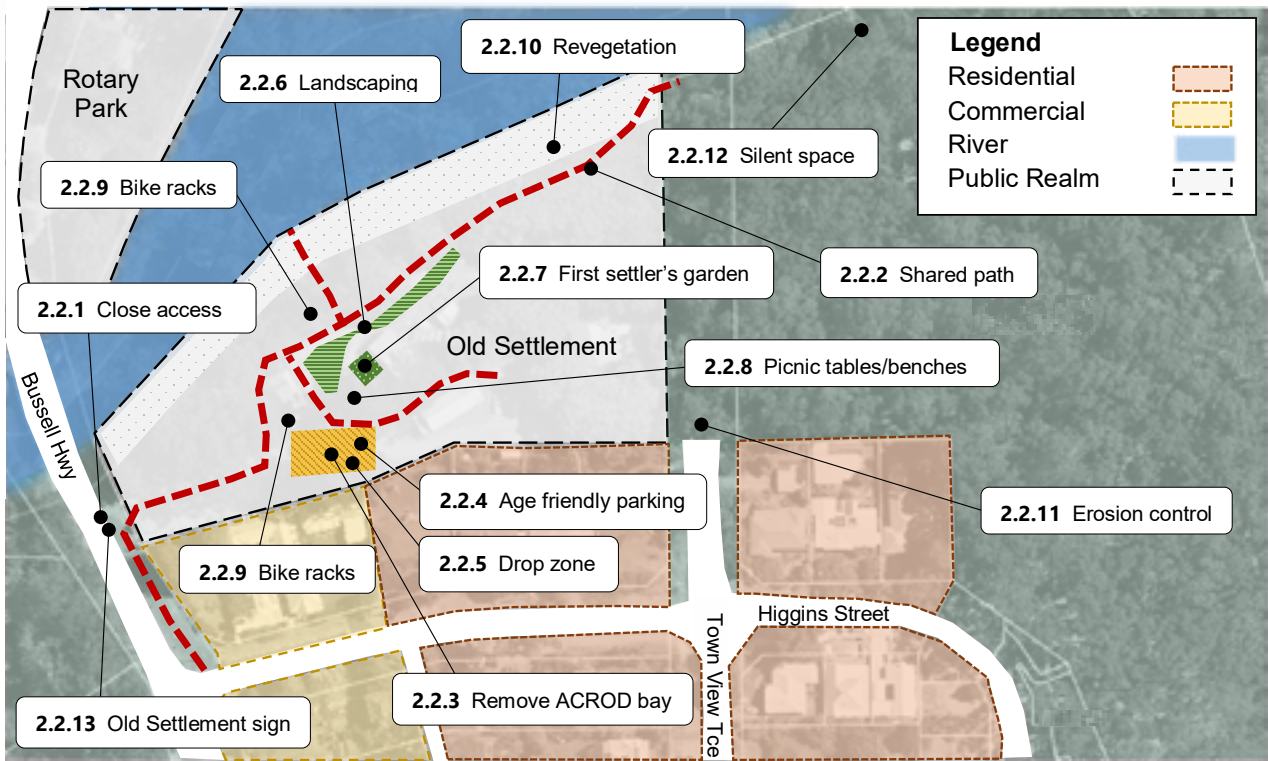 Rotary
Park
2.2.6 Landscaping
2.2.10 Revegetation
Legend
Residential
Commercial
River
Public Realm
2.2.12 Silent space
2.2.9 Bike racks
2.2.7 First settler's garden
2.2.2 Shared path
2.2.1 Close access
Old Settlement
2.2.8 Picnic tables/benches
Bussell Hwy
2.2.4 Age friendly parking
2.2.11 Erosion control
2.2.5 Drop zone
2.2.9 Bike racks
Higgins Street
Town View Tce
2.2.3 Remove ACROD bay
2.2.13 Old Settlement sign